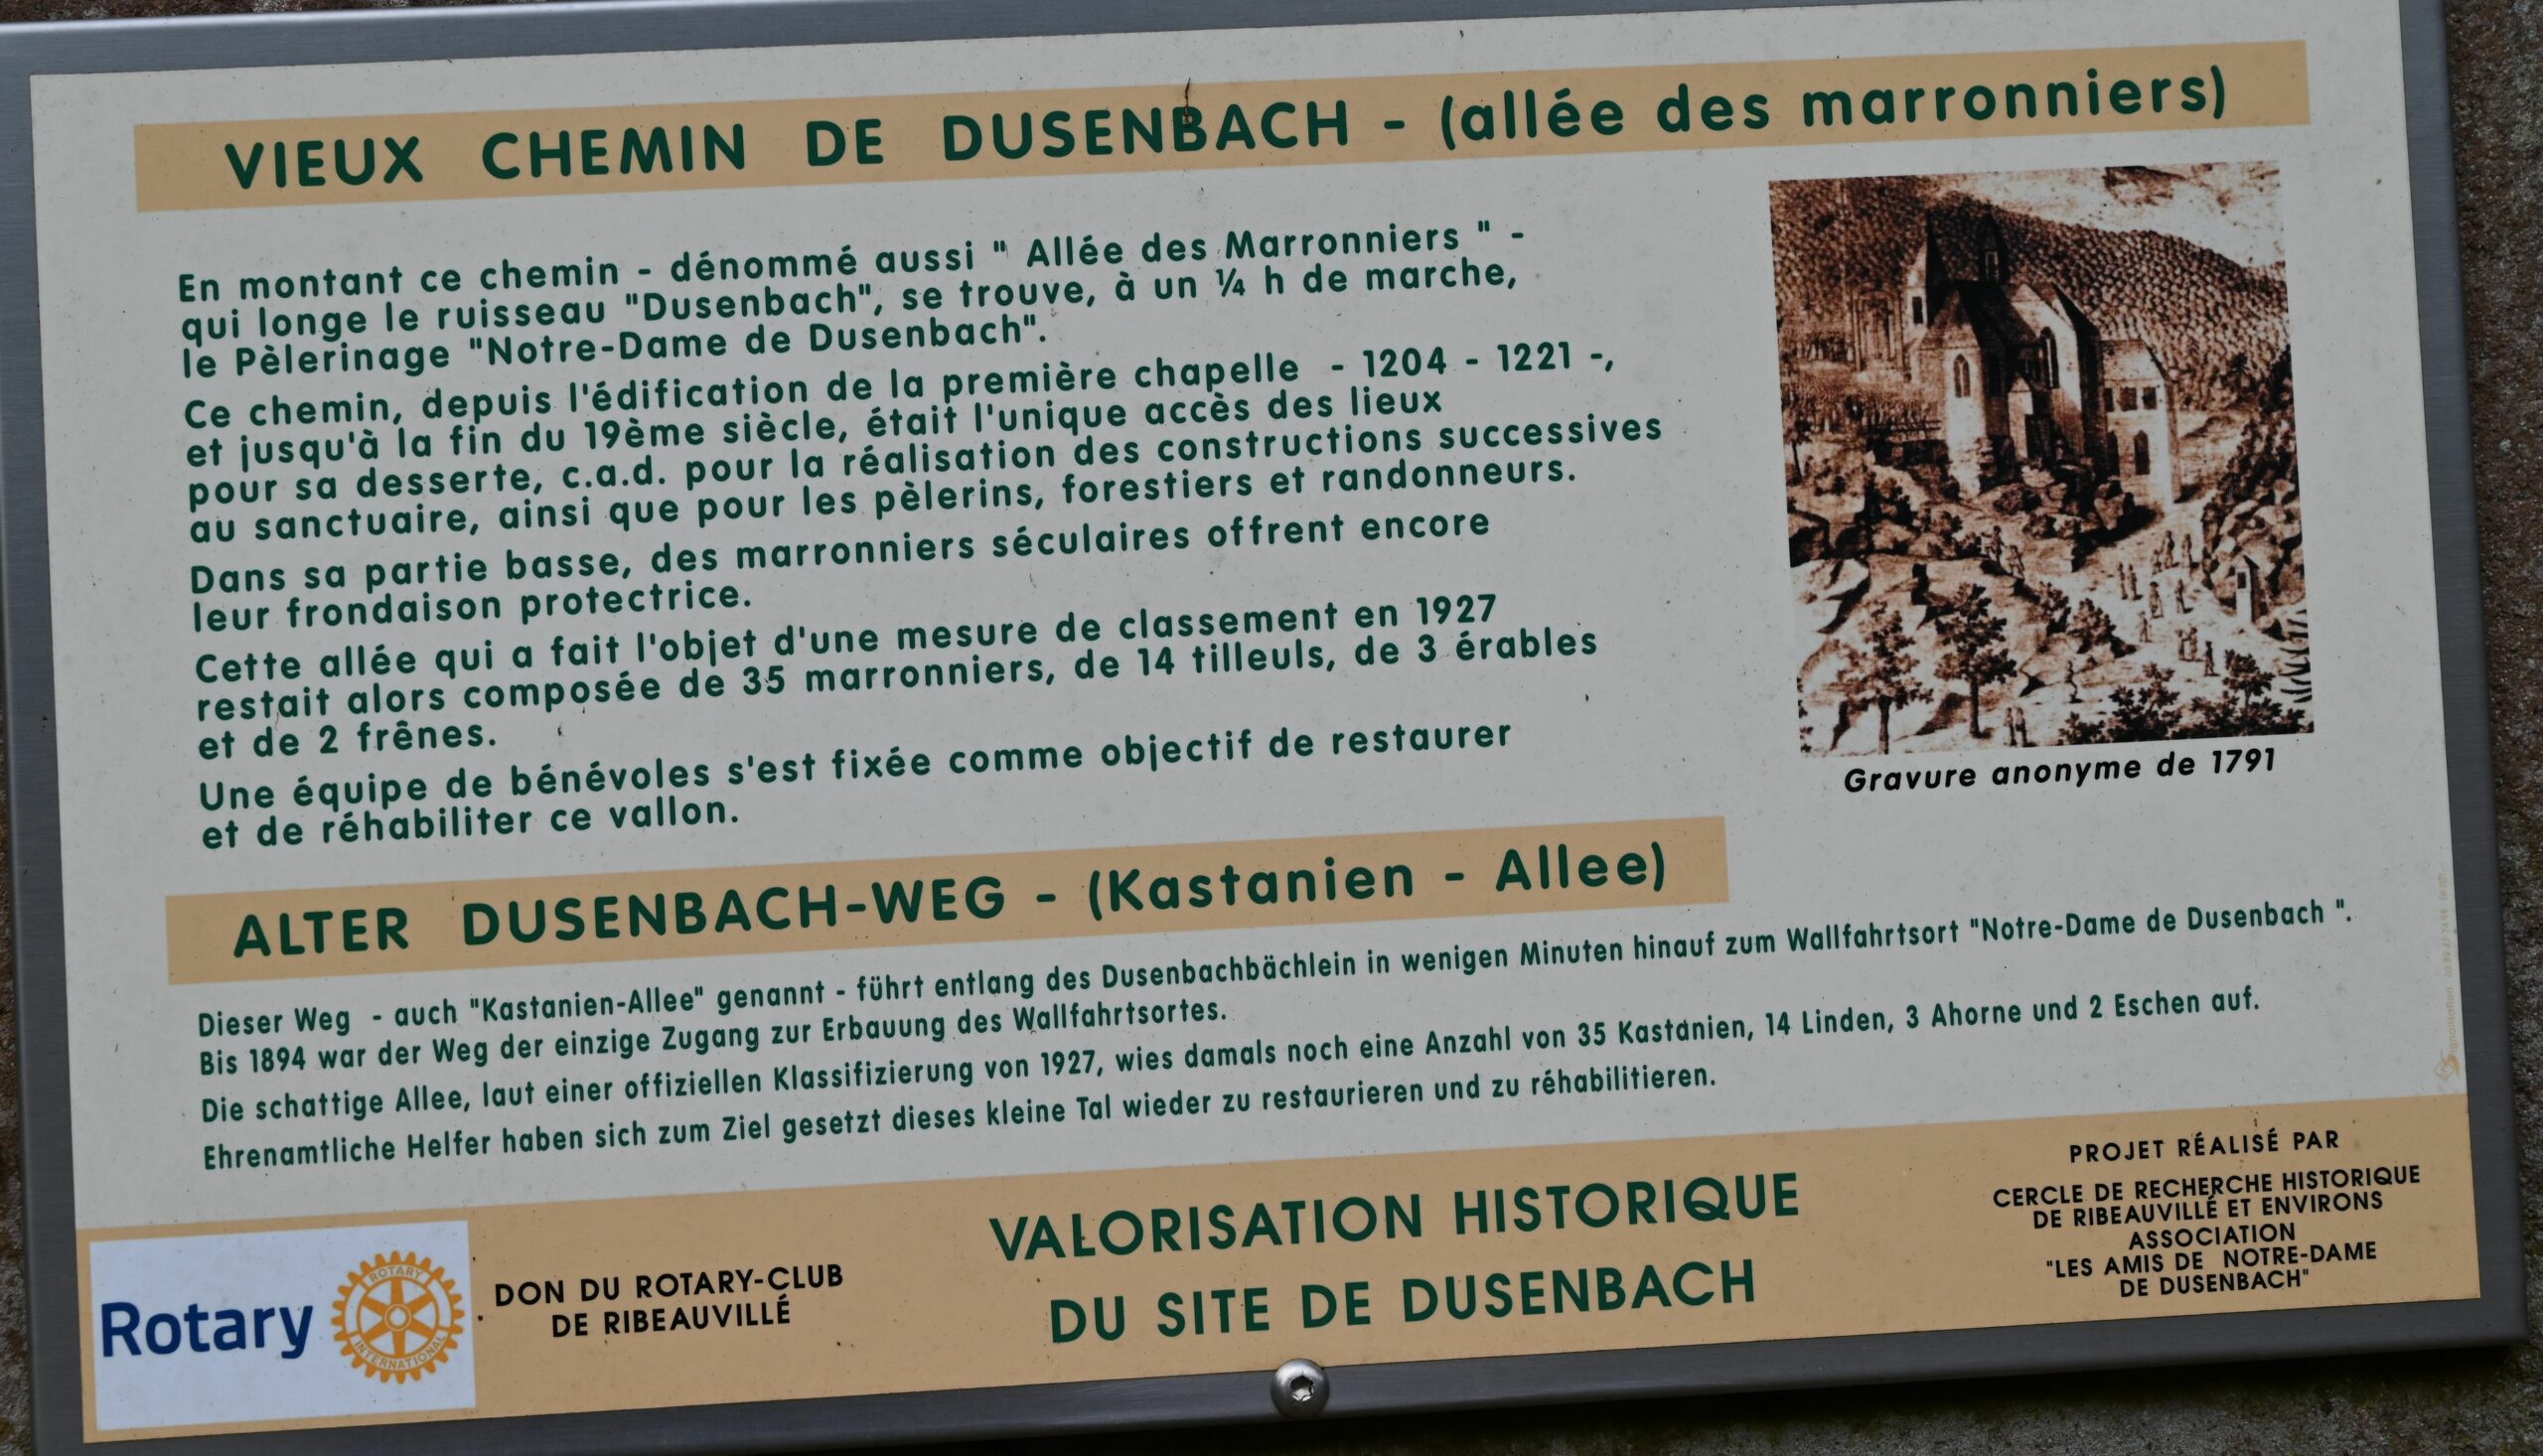 VIEUX CHEMIN DE DUSENBACH - (allée des marronniers)
En montant ce chemin - dénommé aussi " Allée des Marronniers " -
qui longe le ruisseau "Dusenbach", se trouve, à un ¼ h de marche,
le Pèlerinage "Notre-Dame de Dusenbach".
Ce chemin, depuis l'édification de la première chapelle - 1204 - 1221 -,
et jusqu'à la fin du 19ème siècle, était l'unique accès des lieux
pour sa desserte, c.a.d. pour la réalisation des constructions successives
au sanctuaire, ainsi que pour les pèlerins, forestiers et randonneurs.
Dans sa partie basse, des marronniers séculaires offrent encore
leur frondaison protectrice.
Cette allée qui a fait l'objet d'une mesure de classement en 1927
restait alors composée de 35 marronniers, de 14 tilleuls, de 3 érables
et de 2 frênes.
Une équipe de bénévoles s'est fixée comme objectif de restaurer
et de réhabiliter ce vallon.
Gravure anonyme de 1791
ALTER DUSENBACH-WEG - (Kastanien - Allee)
Dieser Weg - auch "Kastanien-Allee" genannt - führt entlang des Dusenbachbächlein in wenigen Minuten hinauf zum Wallfahrtsort "Notre-Dame de Dusenbach ".
Bis 1894 war der Weg der einzige Zugang zur Erbauung des Wallfahrtsortes.
Die schattige Allee, laut einer offiziellen Klassifizierung von 1927, wies damals noch eine Anzahl von 35 Kastanien, 14 Linden, 3 Ahorne und 2 Eschen auf.
Ehrenamtliche Helfer haben sich zum Ziel gesetzt dieses kleine Tal wieder zu restaurieren und zu réhabilitieren.
Rotary
ROTARY
INTERNATIONAL
DON DU ROTARY-CLUB
DE RIBEAUVILLÉ
VALORISATION HISTORIQUE
DU SITE DE DUSENBACH
PROJET RÉALISÉ PAR
CERCLE DE RECHERCHE HISTORIQUE
DE RIBEAUVILLÉ ET ENVIRONS
ASSOCIATION
"LES AMIS DE NOTRE-DAME
DE DUSENBACH"